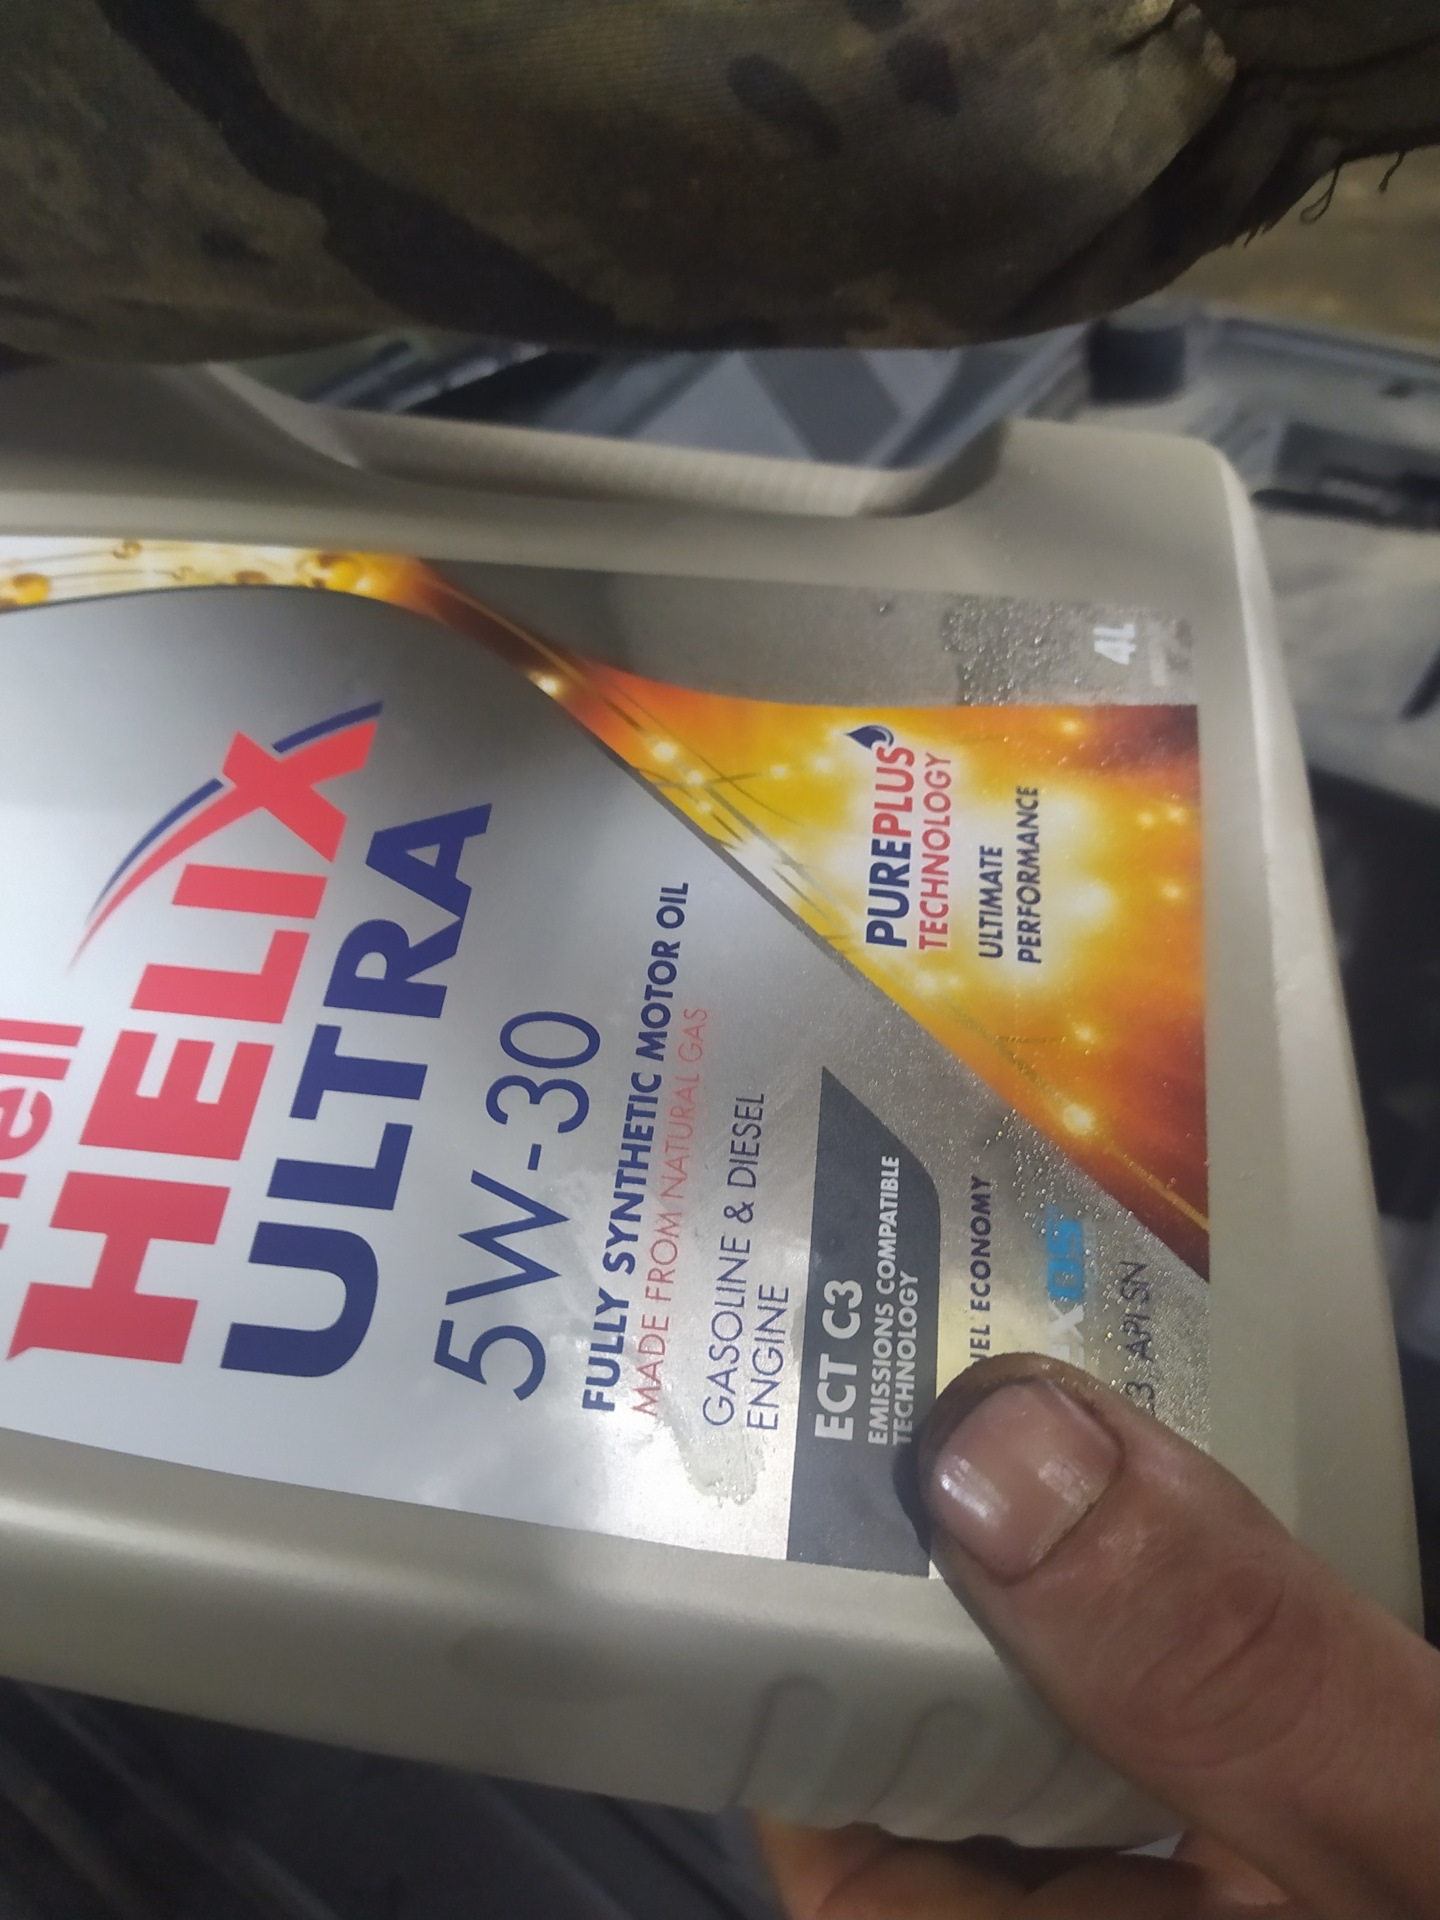 HELIX
ULTRA
5W-30
FULLY SYNTHETIC MOTOR OIL
MADE FROM NATURAL GAS
GASOLINE & DIESEL
ENGINE
ECT C3
EMISSIONS COMPATIBLE
TECHNOLOGY
ECONOMY
API SN
PUREPLUS
TECHNOLOGY
ULTIMATE
PERFORMANCE
4L